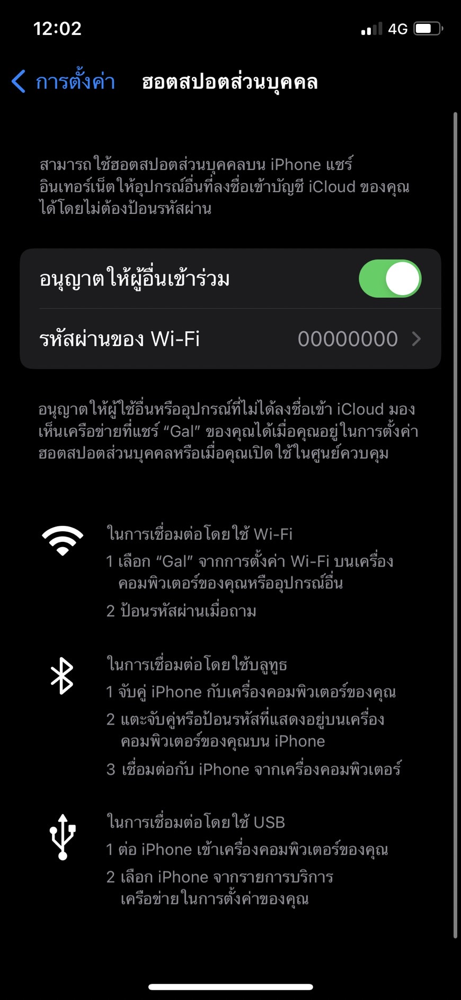 12:02
4G
การตั้งค่า ฮอตสปอตส่วนบุคคล
สามารถใช้ฮอตสปอตส่วนบุคคลบน iPhone แชร์
อินเทอร์เน็ตให้อุปกรณ์อื่นที่ลงชื่อเข้าบัญชี iCloud ของคุณ
ได้โดยไม่ต้องป้อนรหัสผ่าน
อนุญาตให้ผู้อื่นเข้าร่วม
รหัสผ่านของ Wi-Fi 00000000
อนุญาตให้ผู้ใช้อื่นหรืออุปกรณ์ที่ไม่ได้ลงชื่อเข้า iCloud มอง
เห็นเครือข่ายที่แชร์ “Gal” ของคุณได้เมื่อคุณอยู่ในการตั้งค่า
ฮอตสปอตส่วนบุคคลหรือเมื่อคุณเปิดใช้ในศูนย์ควบคุม
ในการเชื่อมต่อโดยใช้ Wi-Fi
1 เลือก “Gal” จากการตั้งค่า Wi-Fi บนเครื่อง
คอมพิวเตอร์ของคุณหรืออุปกรณ์อื่น
2 ป้อนรหัสผ่านเมื่อถาม
ในการเชื่อมต่อโดยใช้บลูทูธ
1 จับคู่ iPhone กับเครื่องคอมพิวเตอร์ของคุณ
2 แตะจับคู่หรือป้อนรหัสที่แสดงอยู่บนเครื่อง
คอมพิวเตอร์ของคุณบน iPhone
3 เชื่อมต่อกับ iPhone จากเครื่องคอมพิวเตอร์
ในการเชื่อมต่อโดยใช้ USB
1 ต่อ iPhone เข้าเครื่องคอมพิวเตอร์ของคุณ
2 เลือก iPhone จากรายการบริการ
เครือข่ายในการตั้งค่าของคุณ